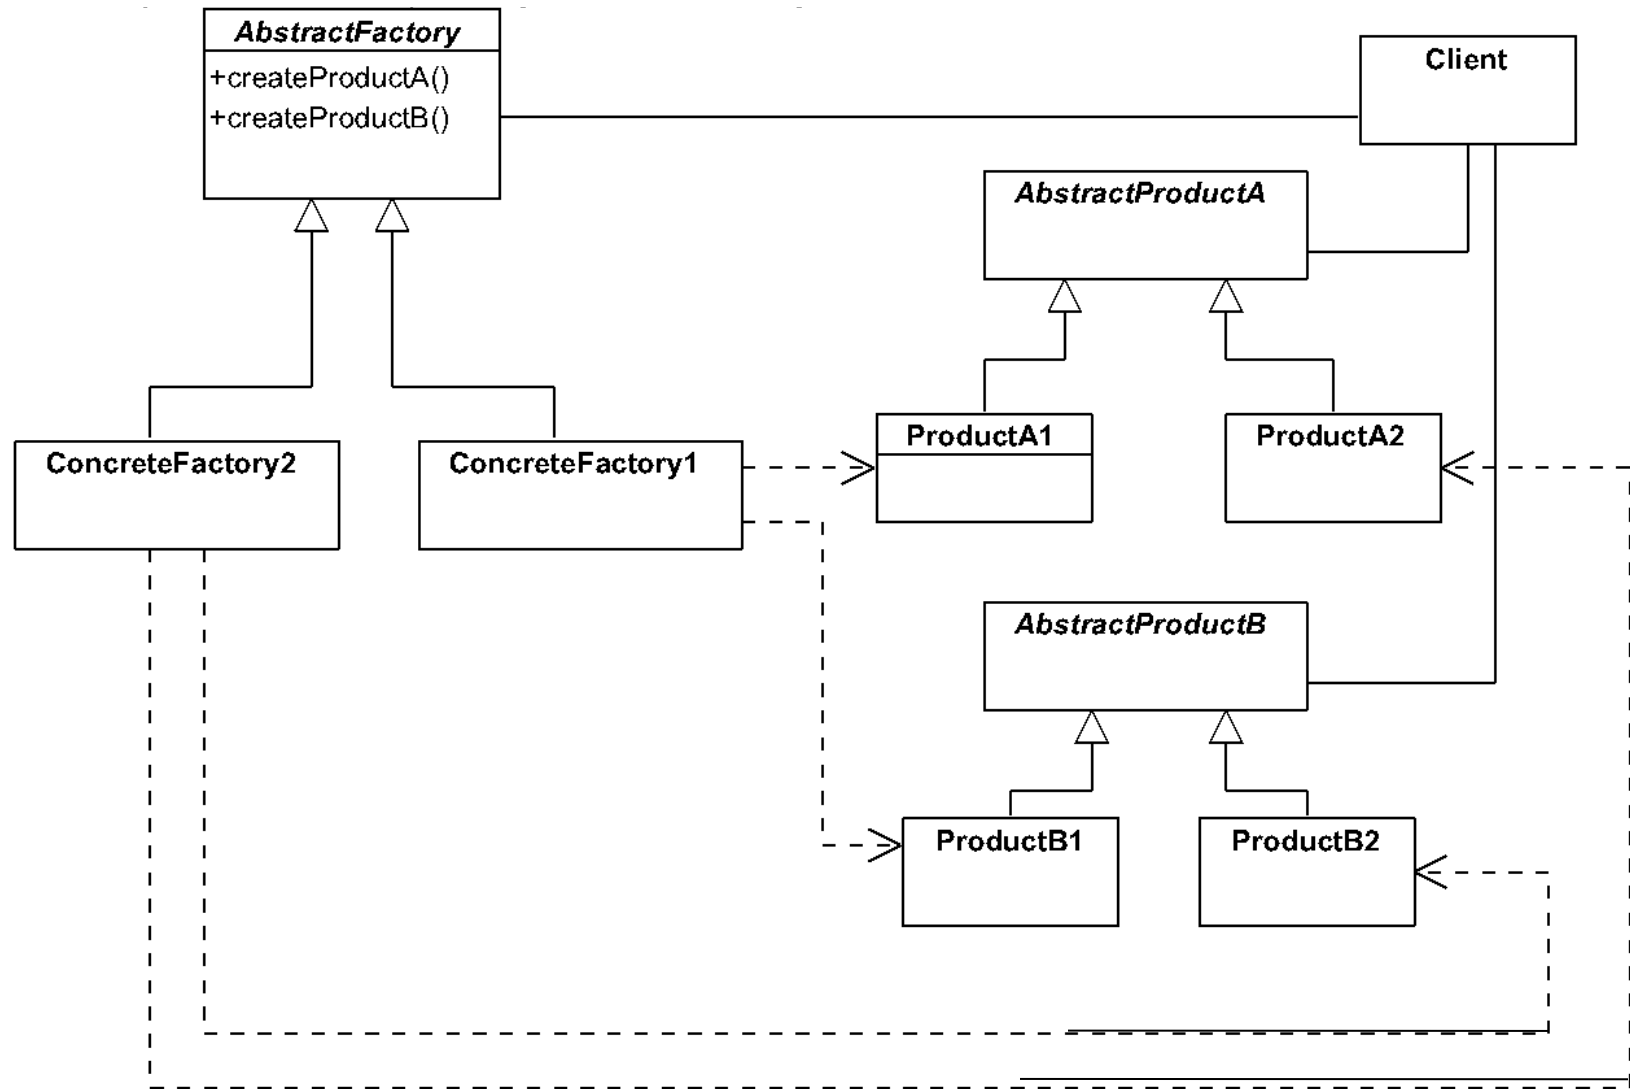 AbstractFactory
+createProductA()
+createProductB()
Client
AbstractProductA
ProductA1
ProductA2
ConcreteFactory2
ConcreteFactory1
AbstractProductB
ProductB1
ProductB2